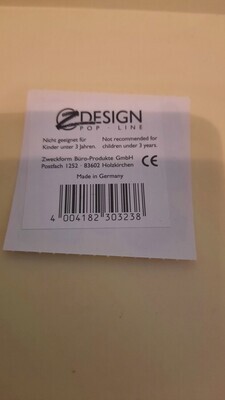 Z DESIGN
POP · LINE
Nicht geeignet für Not recommended for
Kinder unter 3 Jahren. children under 3 years.
Zweckform Büro-Produkte GmbH
Postfach 1252 · 83602 Holzkirchen
CE
Made in Germany
4 004182 303238